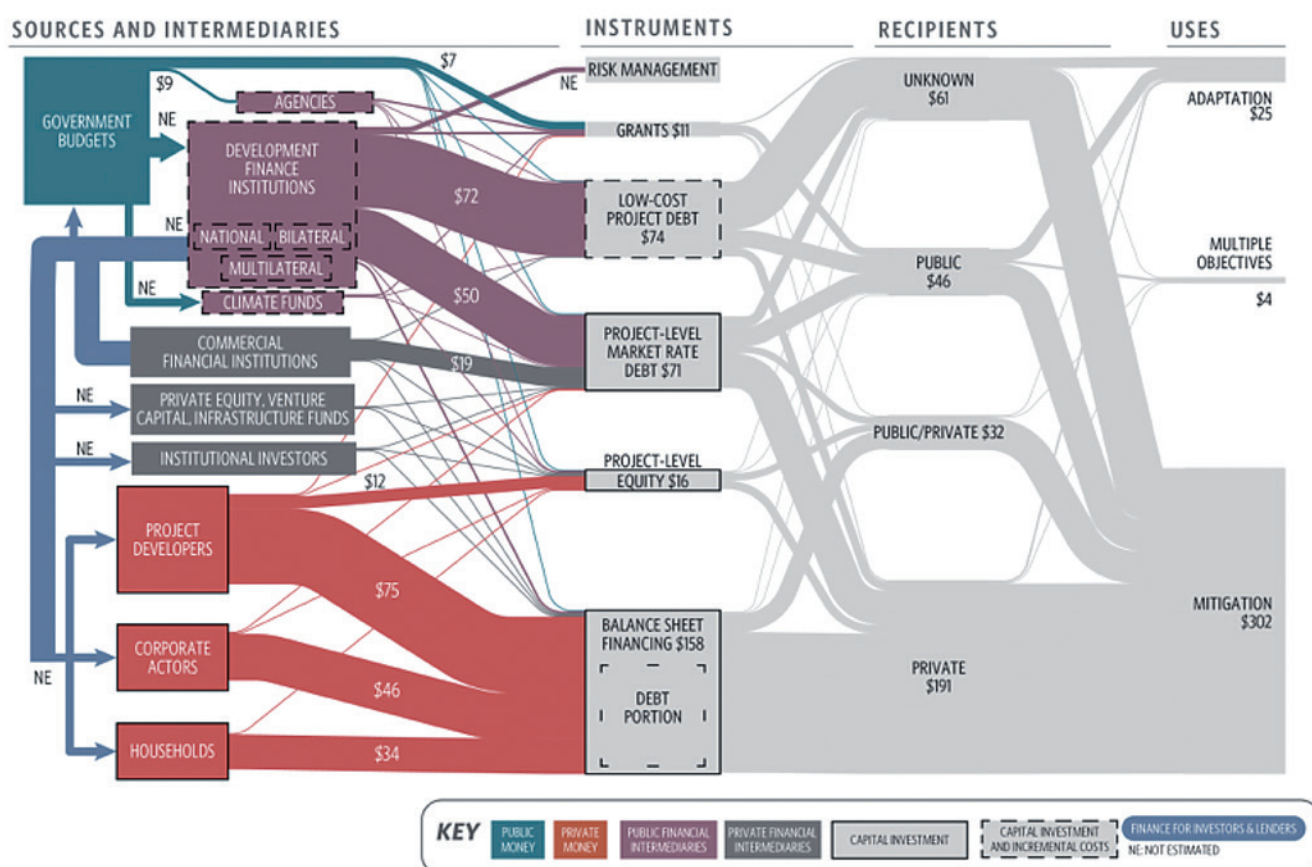 SOURCES AND INTERMEDIARIES
INSTRUMENTS
RECIPIENTS
USES
$7
$9
NE
NE
RISK MANAGEMENT
AGENCIES
GOVERNMENT
BUDGETS
NE
DEVELOPMENT
FINANCE
INSTITUTIONS
GRANTS $11
UNKNOWN
$61
ADAPTATION
$25
$72
LOW-COST
PROJECT DEBT
$74
NATIONAL
BILATERAL
MULTILATERAL
NE
CLIMATE FUNDS
PUBLIC
$46
MULTIPLE
OBJECTIVES
$4
$50
COMMERCIAL
FINANCIAL INSTITUTIONS
$19
PROJECT-LEVEL
MARKET RATE
DEBT $71
NE
PRIVATE EQUITY, VENTURE
CAPITAL, INFRASTRUCTURE FUNDS
NE
INSTITUTIONAL INVESTORS
PUBLIC/PRIVATE $32
$12
PROJECT-LEVEL
EQUITY $16
PROJECT
DEVELOPERS
$75
CORPORATE
ACTORS
NE
$46
BALANCE SHEET
FINANCING $158
DEBT
PORTION
PRIVATE
$191
MITIGATION
$302
HOUSEHOLDS
$34
KEY
PUBLIC
MONEY
PRIVATE
MONEY
PUBLIC FINANCIAL
INTERMEDIARIES
PRIVATE FINANCIAL
INTERMEDIARIES
CAPITAL INVESTMENT
CAPITAL INVESTMENT
AND INCREMENTAL COSTS
FINANCE FOR INVESTORS & LENDERS
NE: NOT ESTIMATED